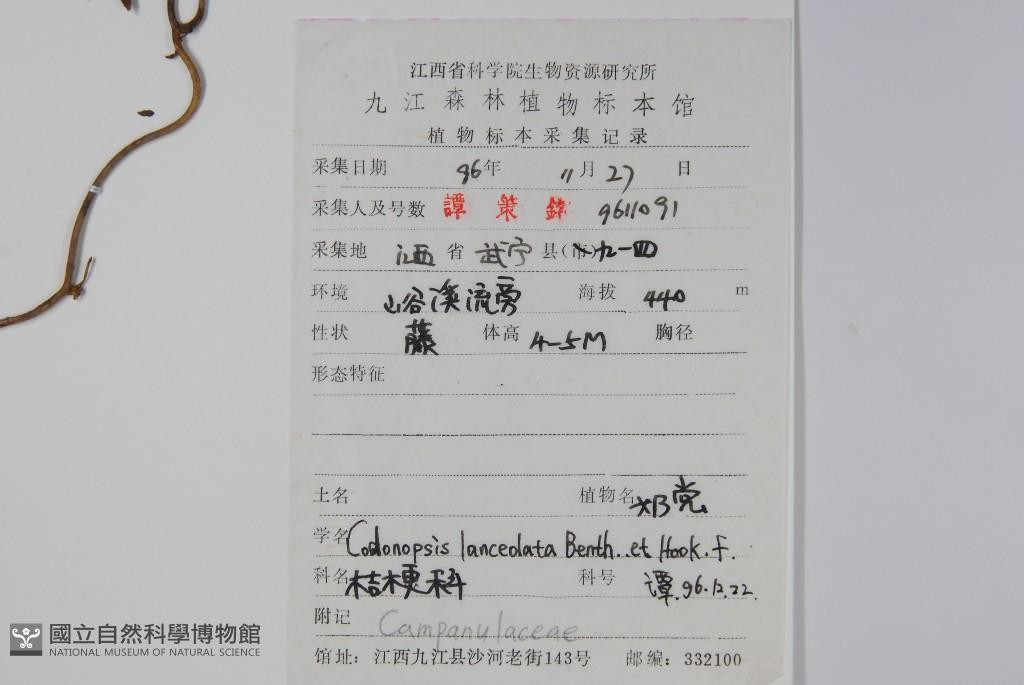 江西省科学院生物资源研究所
九江森林植物标本馆
植物标本采集记录
采集日期 96年 11月 27 日
采集人及号数 譚策銘 9611091
采集地 江西 省 武宁 县(市)九一四
环境 山谷溪流旁 海拔 440 m
性状 藤 体高 4-5M 胸径
形态特征
土名 植物名 党
学名 Codonopsis lanceolata Benth. et Hook. f.
科名 桔梗科 科号 谭.96.12.22.
附记 Campanulaceae
馆址：江西九江县沙河老街143号 邮编：332100
國立自然科學博物館
NATIONAL MUSEUM OF NATURAL SCIENCE